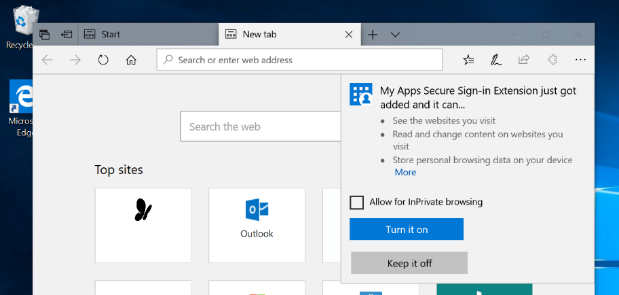 Recycle
Start
New tab
Search or enter web address
Micros
Edge
My Apps Secure Sign-in Extension just got
added and it can...
• See the websites you visit
• Read and change content on websites you
visit
• Store personal browsing data on your device
More
Search the web
Top sites
Allow for InPrivate browsing
Outlook
Turn it on
Keep it off